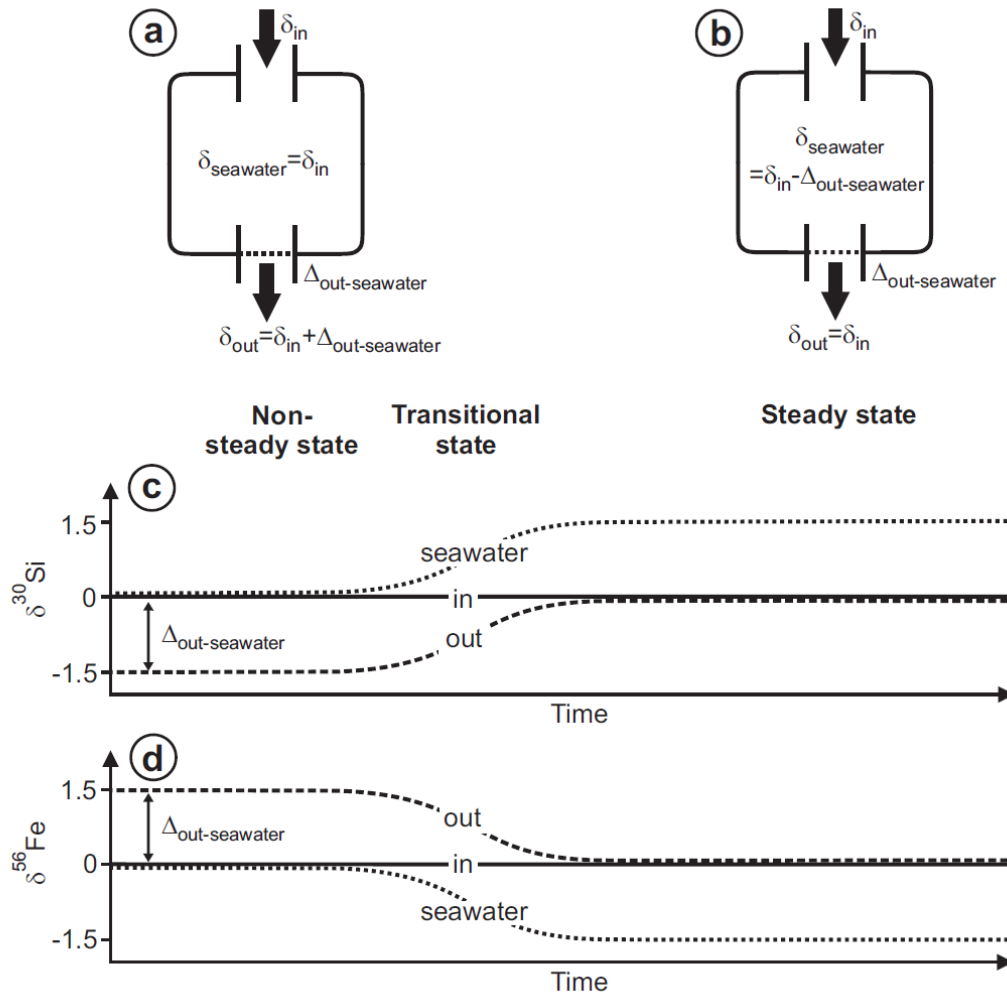 a
δin
δseawater=δin
Δout-seawater
δout=δin+Δout-seawater
b
δin
δseawater
=δin-Δout-seawater
Δout-seawater
δout=δin
Non-
steady state
Transitional
state
Steady state
c
δ30Si
1.5
0
-1.5
seawater
in
out
Δout-seawater
Time
d
δ56Fe
1.5
0
-1.5
out
in
seawater
Δout-seawater
Time